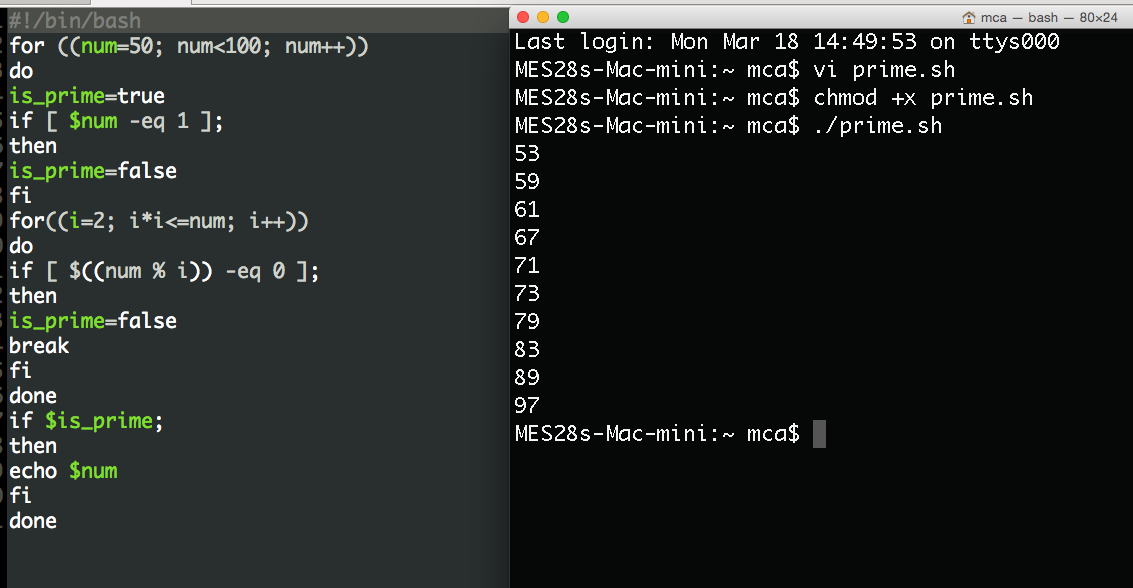 #!/bin/bash
for ((num=50; num<100; num++))
do
is_prime=true
if [ $num -eq 1 ];
then
is_prime=false
fi
for((i=2; i*i<=num; i++))
do
if [ $((num % i)) -eq 0 ];
then
is_prime=false
break
fi
done
if $is_prime;
then
echo $num
fi
done
mca — bash — 80×24
Last login: Mon Mar 18 14:49:53 on ttys000
MES28s-Mac-mini:~ mca$ vi prime.sh
MES28s-Mac-mini:~ mca$ chmod +x prime.sh
MES28s-Mac-mini:~ mca$ ./prime.sh
53
59
61
67
71
73
79
83
89
97
MES28s-Mac-mini:~ mca$